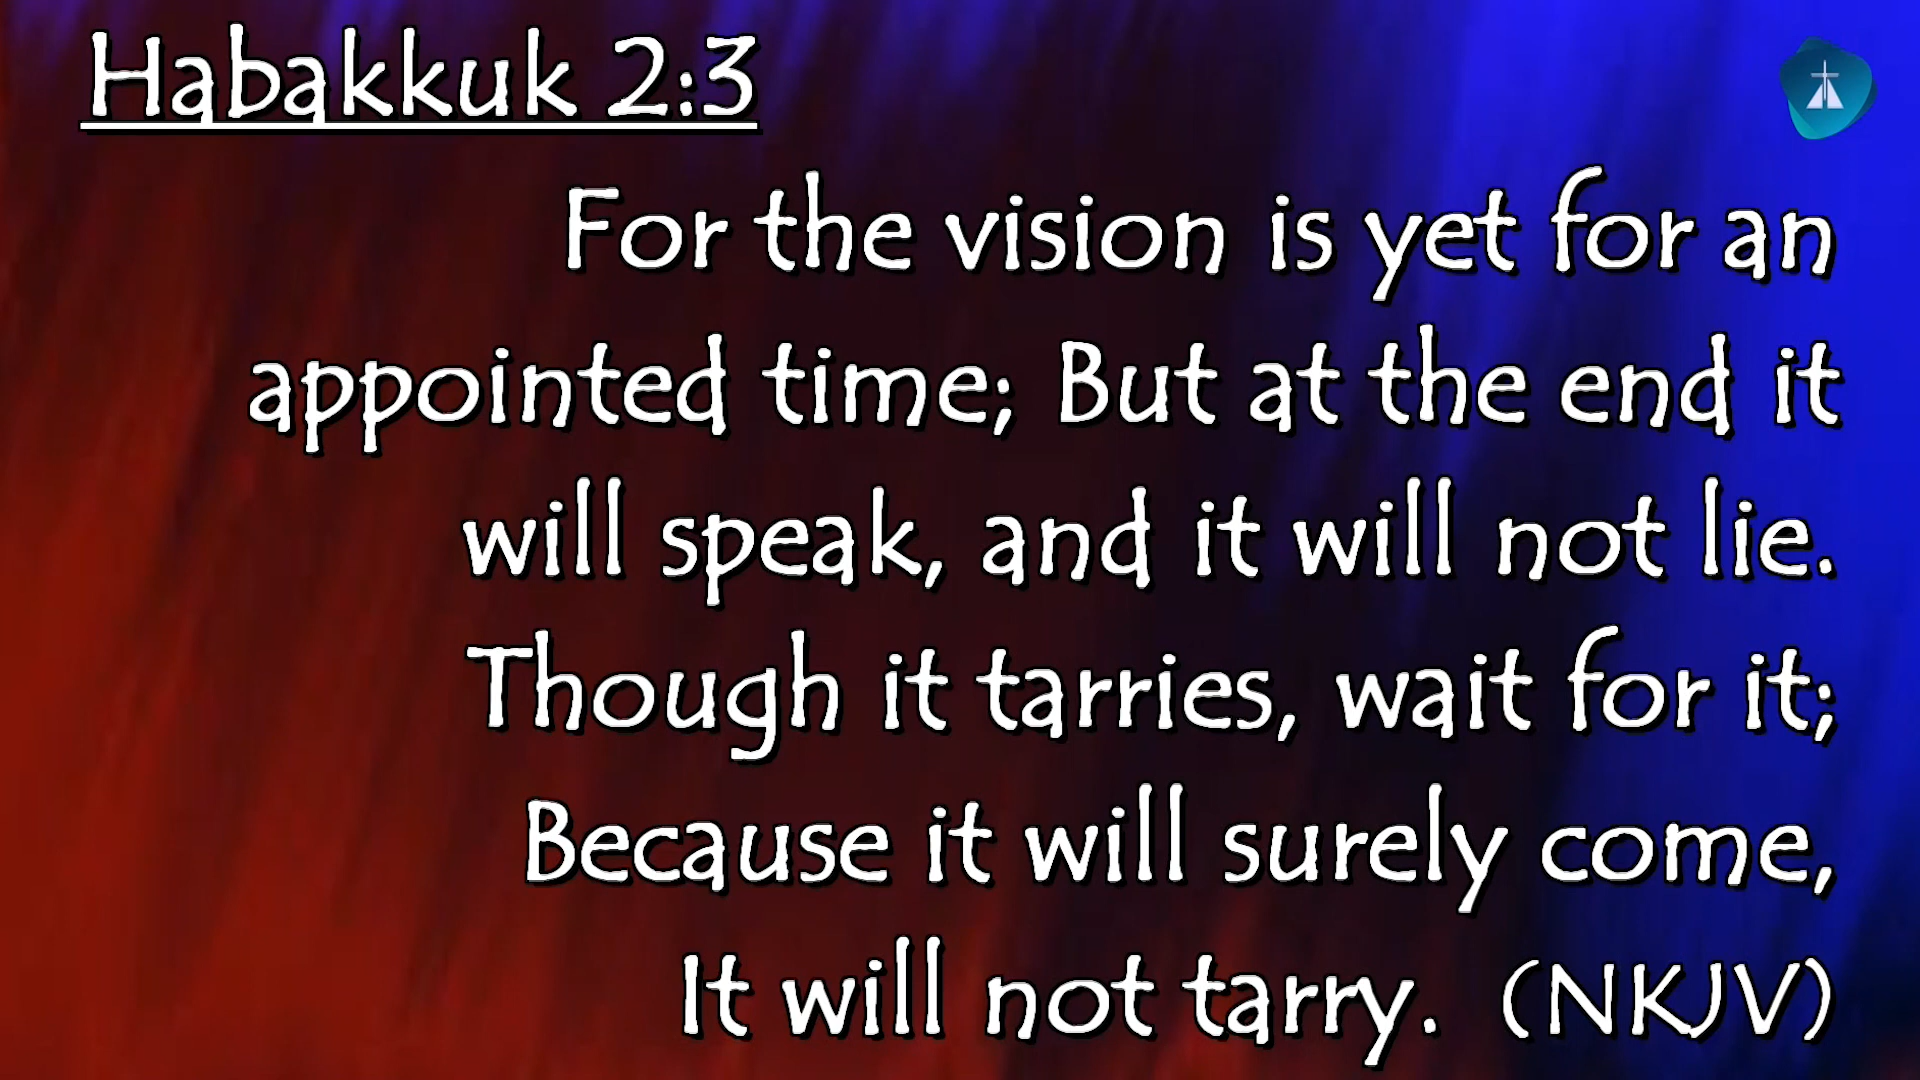 Habakkuk 2:3
For the vision is yet for an
appointed time; But at the end it
will speak, and it will not lie.
Though it tarries, wait for it;
Because it will surely come,
It will not tarry. (NKJV)